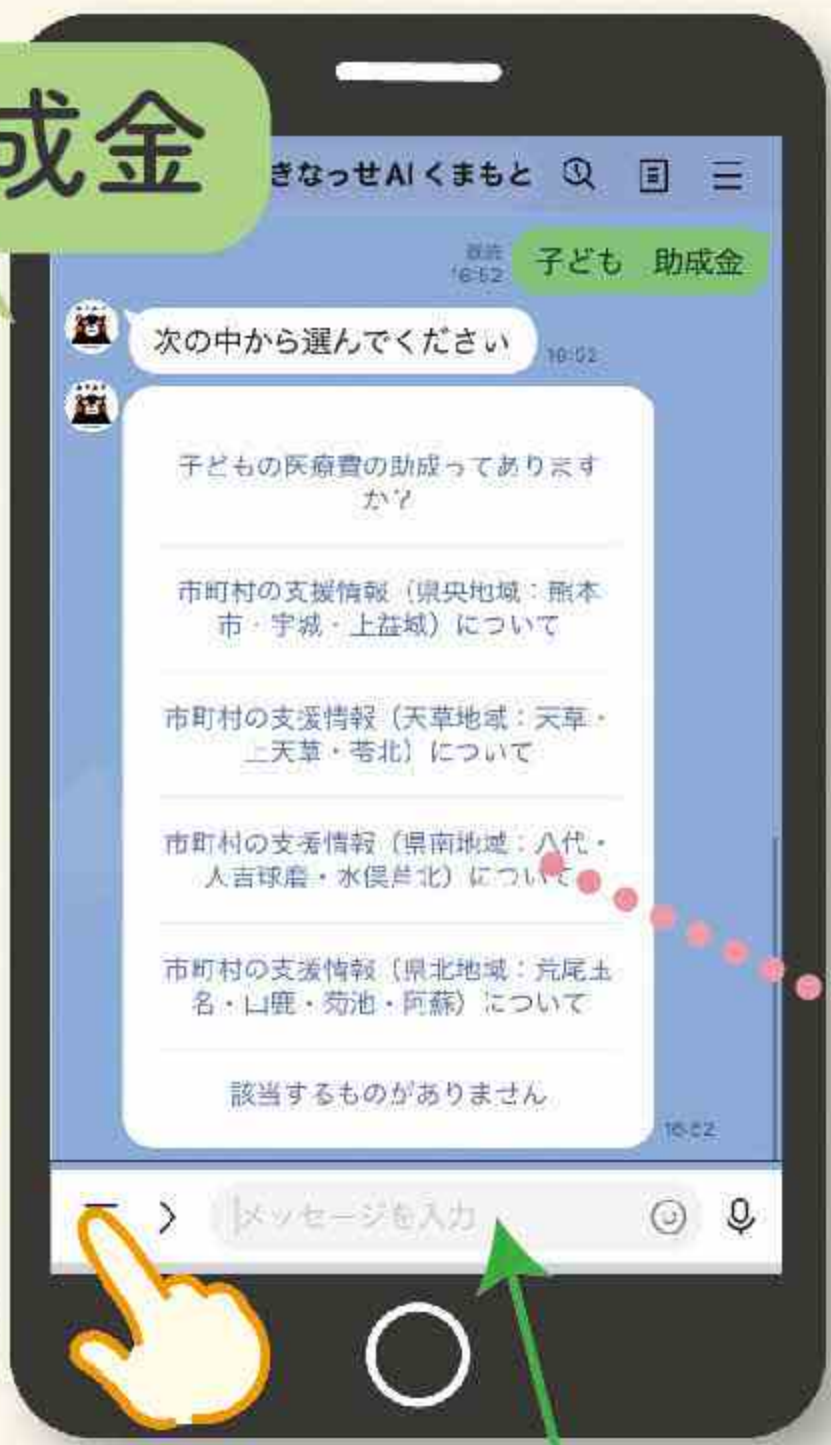 成金
きなっせAIくまもと
既読
16:52
子ども 助成金
次の中から選んでください
16:52
子どもの医療費の助成ってあります
か？
市町村の支援情報（県央地域：熊本
市・宇城・上益城）について
市町村の支援情報（天草地域：天草・
上天草・苓北）について
市町村の支援情報（県南地域：八代・
人吉球磨・水俣芦北）について
市町村の支援情報（県北地域：荒尾玉
名・山鹿・菊池・阿蘇）について
該当するものがありません
16:52
メッセージを入力